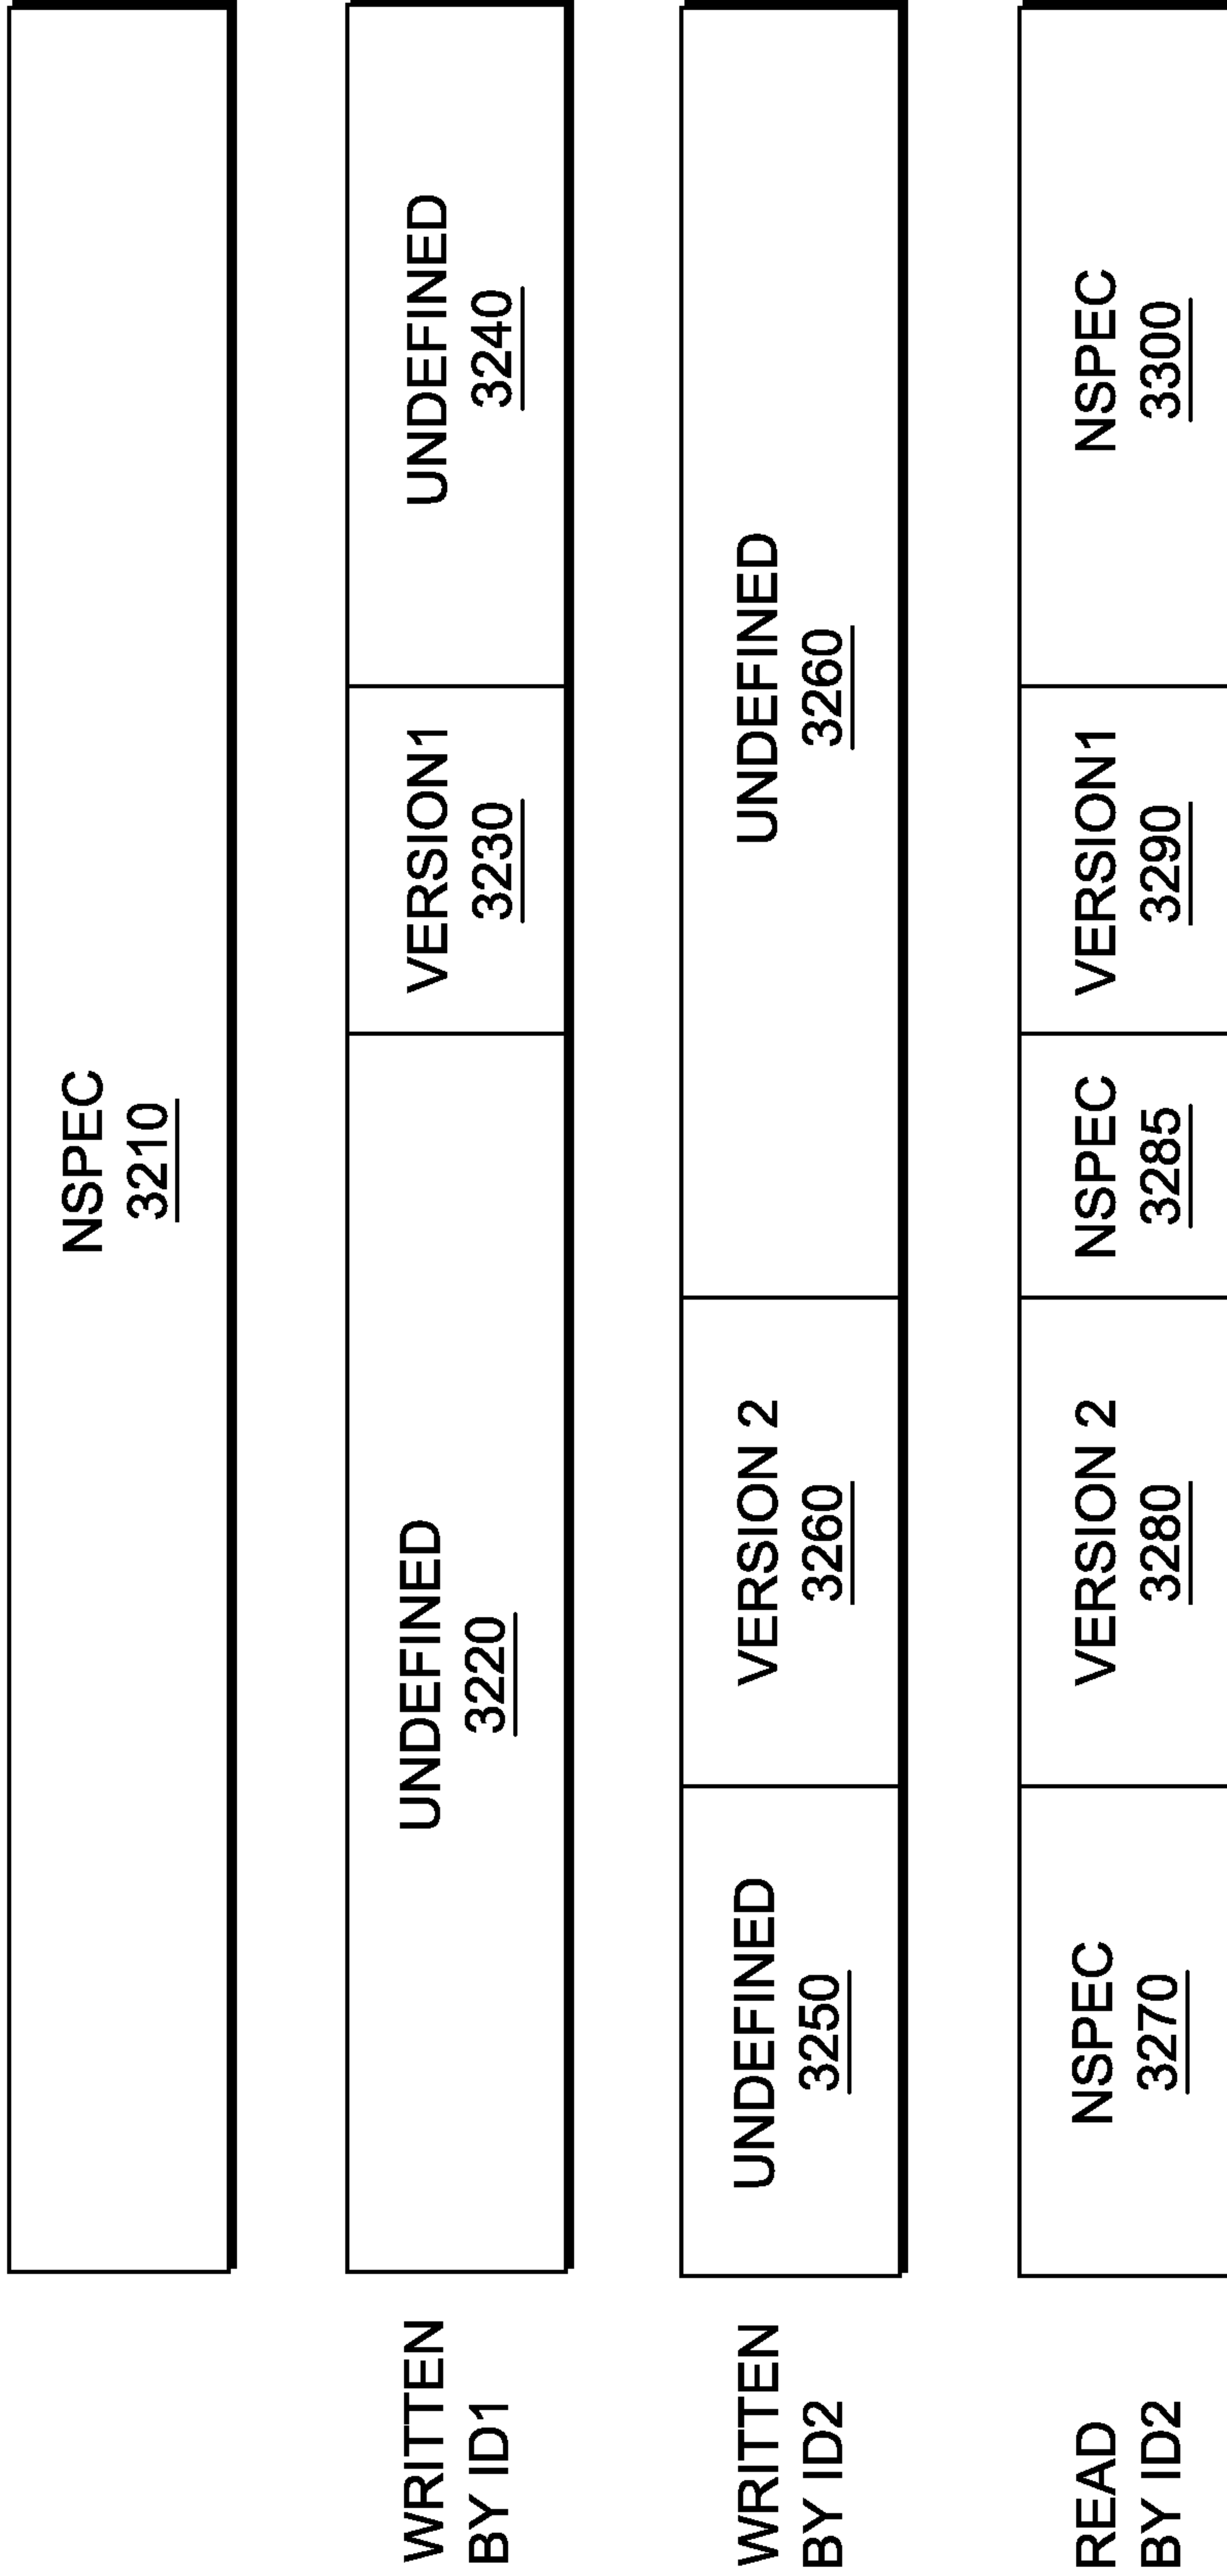 NSPEC
3210
WRITTEN
BY ID1
UNDEFINED
3220
VERSION1
3230
UNDEFINED
3240
WRITTEN
BY ID2
UNDEFINED
3250
VERSION 2
3260
UNDEFINED
3260
READ
BY ID2
NSPEC
3270
VERSION 2
3280
NSPEC
3285
VERSION1
3290
NSPEC
3300